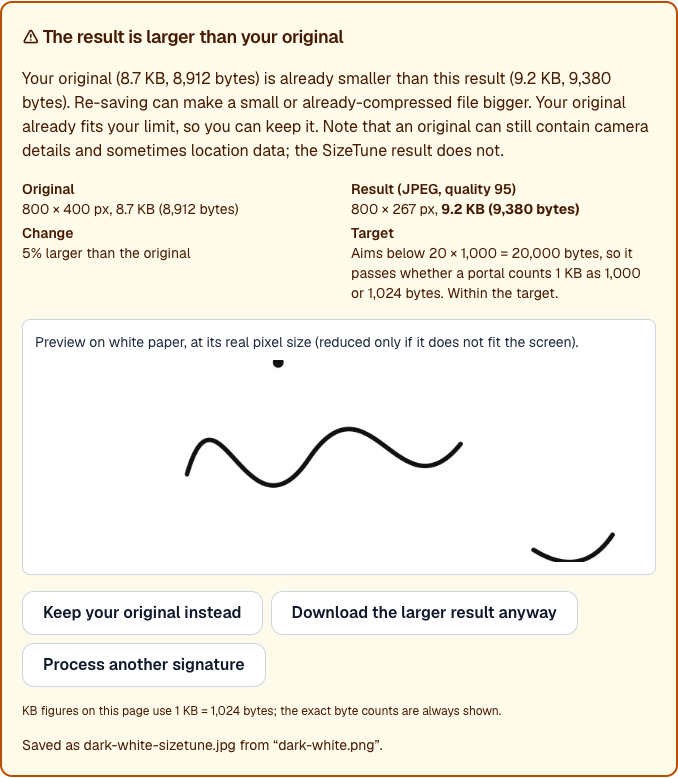 The result is larger than your original
Your original (8.7 KB, 8,912 bytes) is already smaller than this result (9.2 KB, 9,380
bytes). Re-saving can make a small or already-compressed file bigger. Your original
already fits your limit, so you can keep it. Note that an original can still contain camera
details and sometimes location data; the SizeTune result does not.
Original
800 × 400 px, 8.7 KB (8,912 bytes)
Result (JPEG, quality 95)
800 × 267 px, 9.2 KB (9,380 bytes)
Change
5% larger than the original
Target
Aims below 20 × 1,000 = 20,000 bytes, so it
passes whether a portal counts 1 KB as 1,000
or 1,024 bytes. Within the target.
Preview on white paper, at its real pixel size (reduced only if it does not fit the screen).
Keep your original instead
Download the larger result anyway
Process another signature
KB figures on this page use 1 KB = 1,024 bytes; the exact byte counts are always shown.
Saved as dark-white-sizetune.jpg from “dark-white.png”.